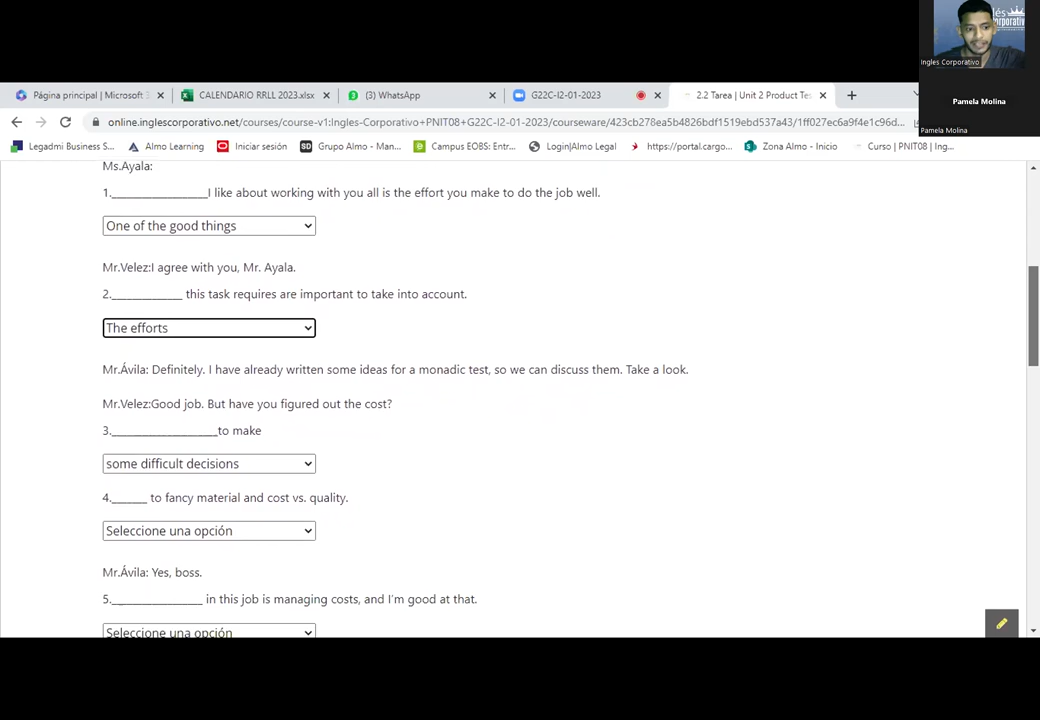 lés
rporativo
Ingles Corporativo
Pamela Molina
Pamela Molina
Página principal | Microsoft
CALENDARIO RRLL 2023.xlsx
(3) WhatsApp
G22C-I2-01-2023
2.2 Tarea | Unit 2 Product Te
online.inglescorporativo.net/courses/course-v1:Ingles-Corporativo+PNIT08+G22C-I2-01-2023/courseware/423cb278ea5b4826bdf1519ebd537a43/1ff027ec6a9f4e1c96d...
Legadmi Business S... Almo Learning Iniciar sesión Grupo Almo - Man... Campus EOBS: Entr... Login|Almo Legal https://portal.cargo... Zona Almo - Inicio Curso | PNIT08 | Ing...
Ms.Ayala:
1.__________________I like about working with you all is the effort you make to do the job well.
One of the good things
Mr.Velez:I agree with you, Mr. Ayala.
2._____________ this task requires are important to take into account.
The efforts
Mr.Ávila: Definitely. I have already written some ideas for a monadic test, so we can discuss them. Take a look.
Mr.Velez:Good job. But have you figured out the cost?
3.____________________to make
some difficult decisions
4._______ to fancy material and cost vs. quality.
Seleccione una opción
Mr.Ávila: Yes, boss.
5._________________ in this job is managing costs, and I'm good at that.
Seleccione una opción